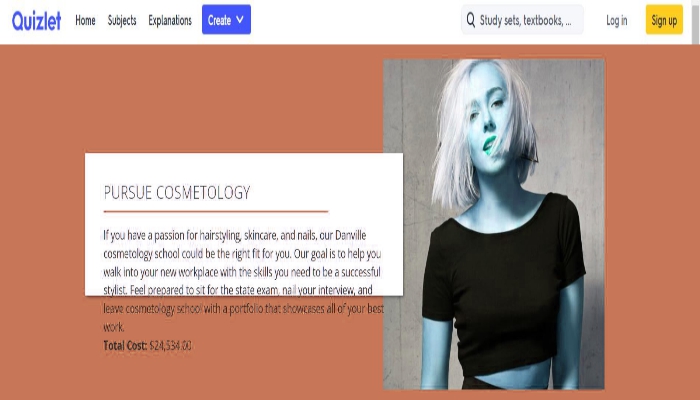 Quizlet Home Subjects Explanations Create Study sets, textbooks, ... Log in Sign up
PURSUE COSMETOLOGY
If you have a passion for hairstyling, skincare, and nails, our Danville
cosmetology school could be the right fit for you. Our goal is to help you
walk into your new workplace with the skills you need to be a successful
stylist. Feel prepared to sit for the state exam, nail your interview, and
leave cosmetology school with a portfolio that showcases all of your best
work.
Total Cost: $24,534.00